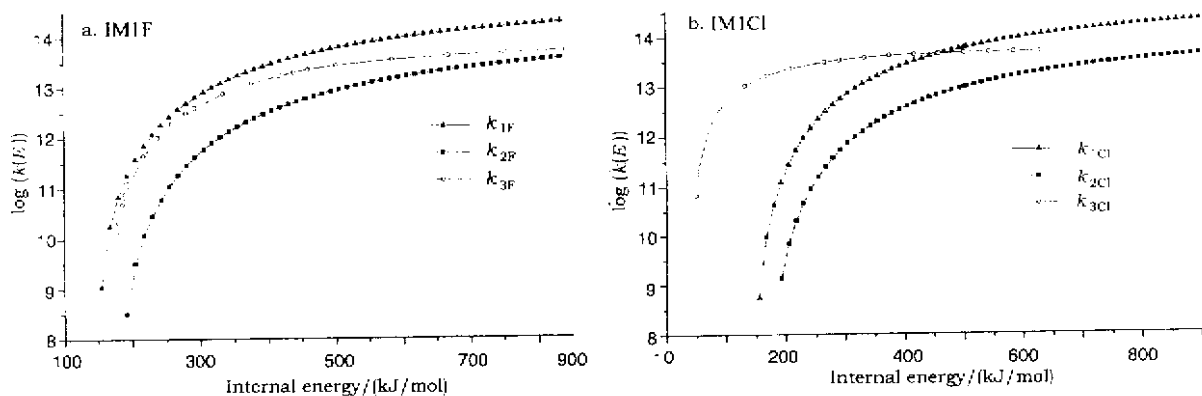 a. IM1F
14
13
12
11
10
9
8
log (k(E))
k1F
k2F
k3F
100
300
500
700
900
Internal energy/(kJ/mol)
b. IM1Cl
14
13
12
11
10
9
8
log (k(E))
k1Cl
k2Cl
k3Cl
0
200
400
600
800
Internal energy/(kJ/mol)